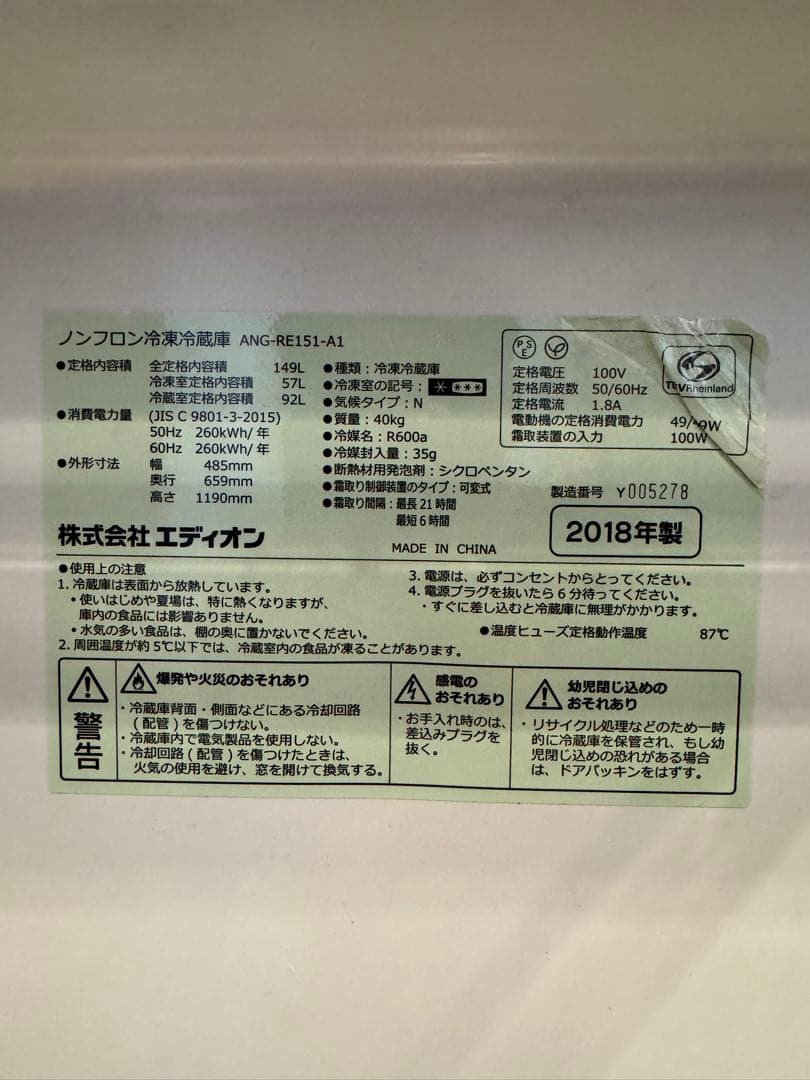 ノンフロン冷凍冷蔵庫 ANG-RE151-A1
●定格内容積 全定格内容積 149L
冷凍室定格内容積 57L
冷蔵室定格内容積 92L
●消費電力量 (JIS C 9801-3-2015)
50Hz 260kWh/年
60Hz 260kWh/年
●外形寸法 幅 485mm
奥行 659mm
高さ 1190mm
●種類：冷凍冷蔵庫
●冷凍室の記号：
●気候タイプ：N
●質量：40kg
●冷媒名：R600a
●冷媒封入量：35g
●断熱材用発泡剤：シクロペンタン
●霜取り制御装置のタイプ：可変式
●霜取り間隔：最長21時間
最短6時間
PSE
TÜVRheinland
定格電圧 100V
定格周波数 50/60Hz
定格電流 1.8A
電動機の定格消費電力 49/ 9W
霜取装置の入力 100W
製造番号 Y005278
株式会社 エディオン
MADE IN CHINA
2018年製
●使用上の注意
1. 冷蔵庫は表面から放熱しています。
・使いはじめや夏場は、特に熱くなりますが、
庫内の食品には影響ありません。
・水気の多い食品は、棚の奥に置かないでください。
2. 周囲温度が約5℃以下では、冷蔵室内の食品が凍ることがあります。
3. 電源は、必ずコンセントからとってください。
4. 電源プラグを抜いたら6分待ってください。
・すぐに差し込むと冷蔵庫に無理がかかります。
●温度ヒューズ定格動作温度 87℃
警告
爆発や火災のおそれあり
・冷蔵庫背面・側面などにある冷却回路
(配管)を傷つけない。
・冷蔵庫内で電気製品を使用しない。
・冷却回路(配管)を傷つけたときは、
火気の使用を避け、窓を開けて換気する。
感電の
おそれあり
・お手入れ時のは、
差込みプラグを
抜く。
幼児閉じ込めの
おそれあり
・リサイクル処理などのため一時
的に冷蔵庫を保管され、もし幼
児閉じ込めの恐れがある場合
は、ドアパッキンをはずす。